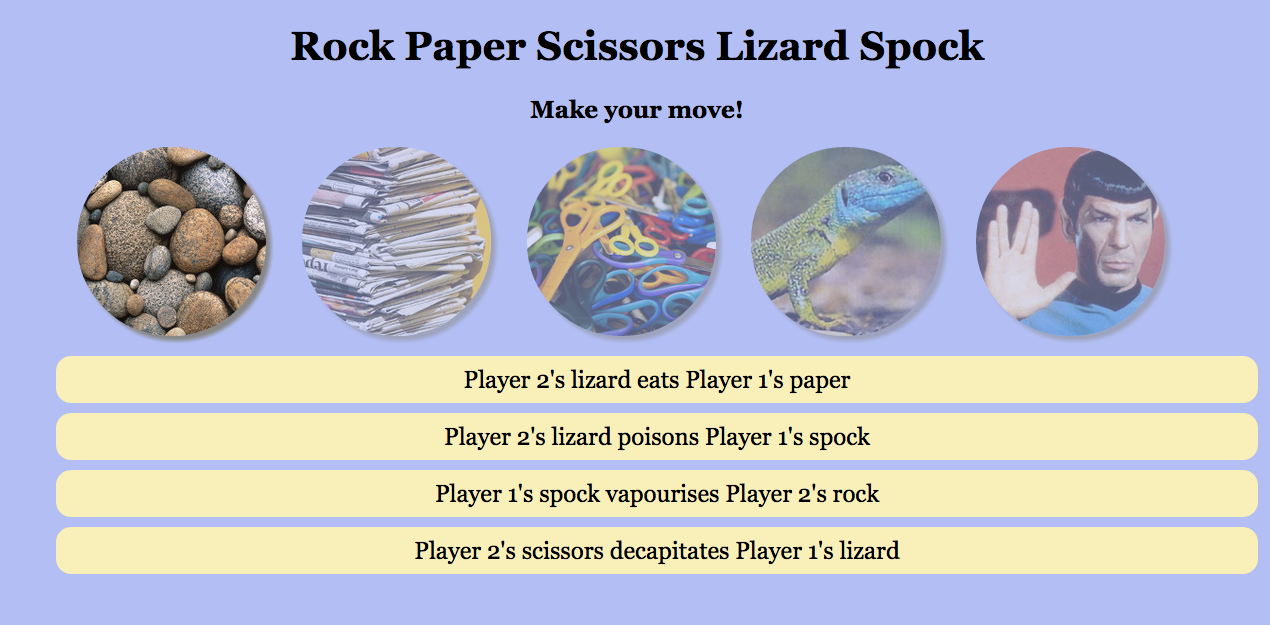 Rock Paper Scissors Lizard Spock
Make your move!
Player 2's lizard eats Player 1's paper
Player 2's lizard poisons Player 1's spock
Player 1's spock vapourises Player 2's rock
Player 2's scissors decapitates Player 1's lizard